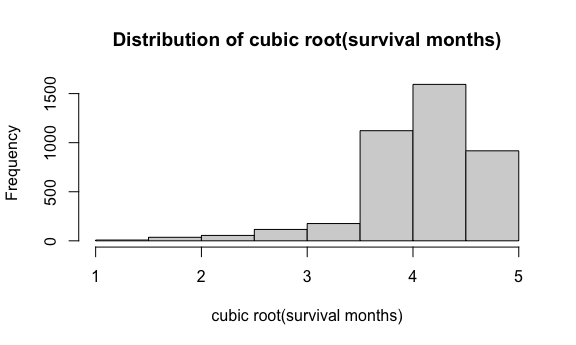 Distribution of cubic root(survival months)
Frequency
1500
1000
500
0
1 2 3 4 5
cubic root(survival months)